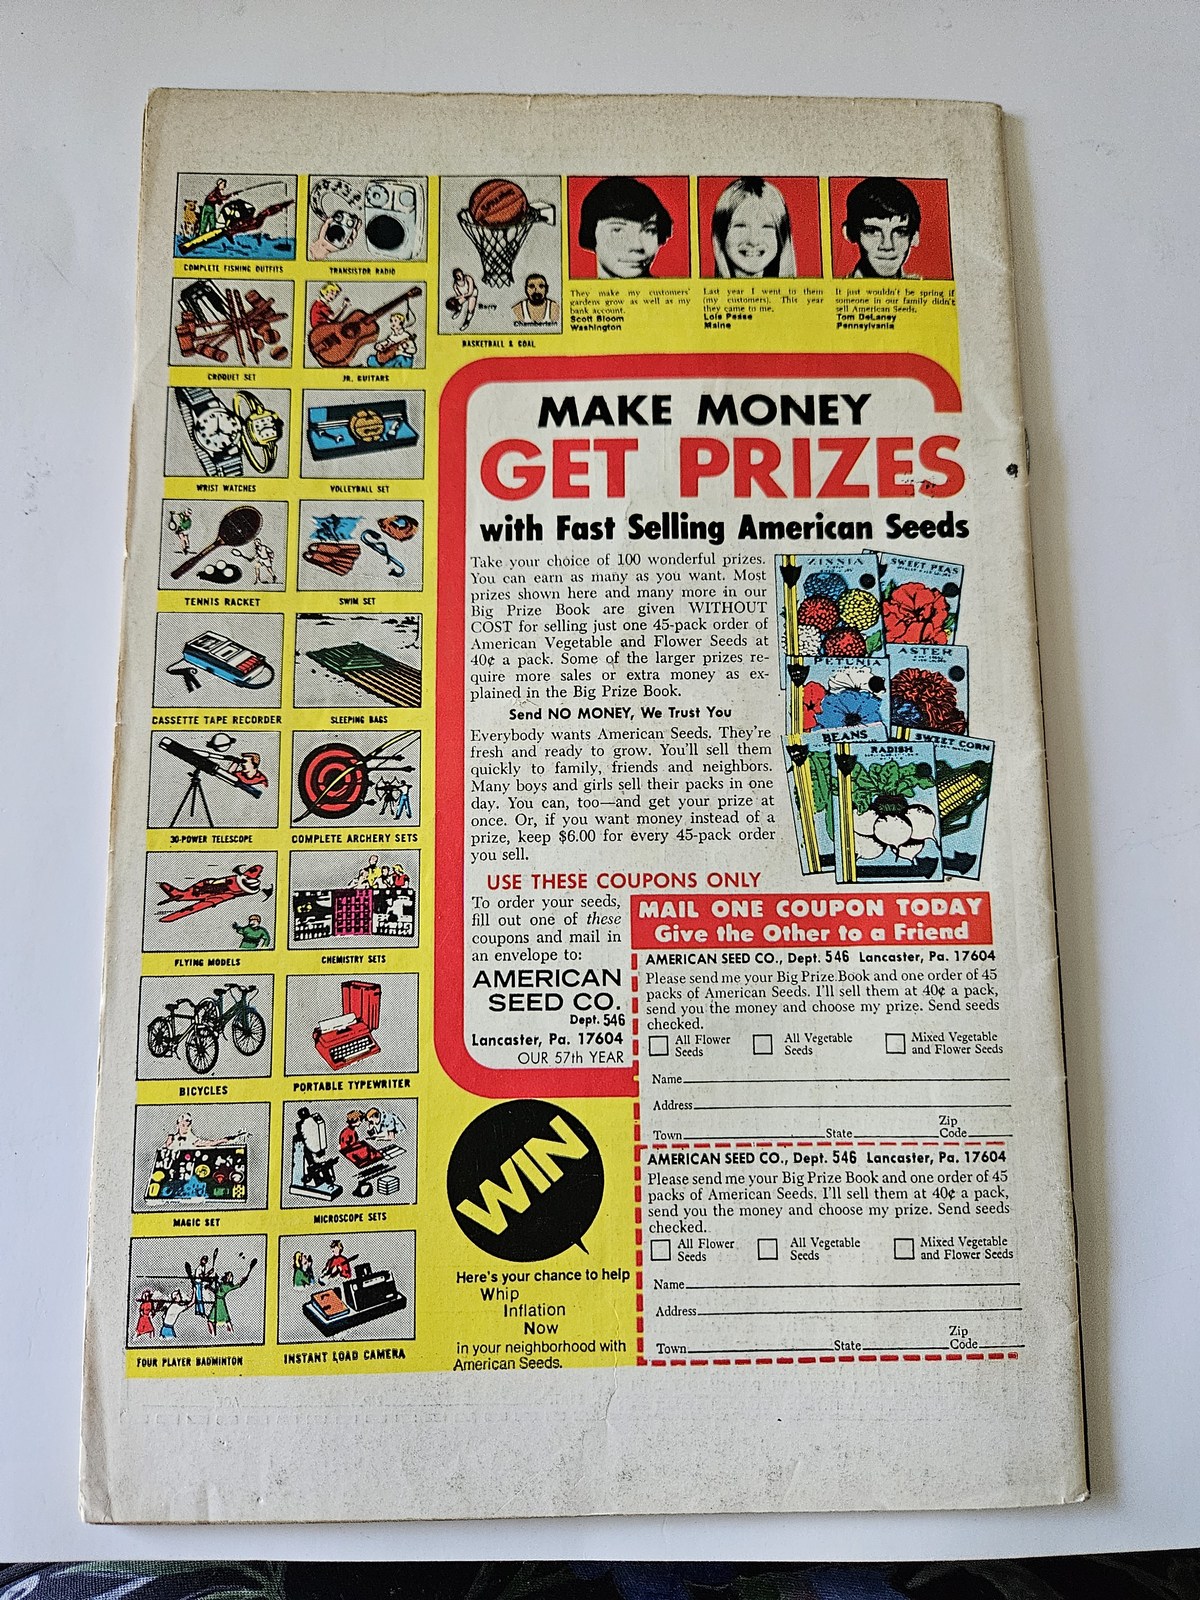 COMPLETE FISHING OUTFITS
TRANSISTOR RADIO
CROQUET SET
JR. GUITARS
WRIST WATCHES
VOLLEYBALL SET
TENNIS RACKET
SWIM SET
CASSETTE TAPE RECORDER
SLEEPING BAGS
30-POWER TELESCOPE
COMPLETE ARCHERY SETS
FLYING MODELS
CHEMISTRY SETS
BICYCLES
PORTABLE TYPEWRITER
MAGIC SET
MICROSCOPE SETS
FOUR PLAYER BADMINTON
INSTANT LOAD CAMERA
Barry
Chamberlain
BASKETBALL & GOAL
They make my customers'
gardens grow as well as my
bank account.
Scott Bloom
Washington
Last year I went to them
(my customers). This year
they came to me.
Lois Pease
Maine
It just wouldn't be spring if
someone in our family didn't
sell American Seeds.
Tom DeLaney
Pennsylvania
MAKE MONEY
GET PRIZES
with Fast Selling American Seeds
Take your choice of 100 wonderful prizes.
You can earn as many as you want. Most
prizes shown here and many more in our
Big Prize Book are given WITHOUT
COST for selling just one 45-pack order of
American Vegetable and Flower Seeds at
40¢ a pack. Some of the larger prizes re-
quire more sales or extra money as ex-
plained in the Big Prize Book.
Send NO MONEY, We Trust You
Everybody wants American Seeds. They're
fresh and ready to grow. You'll sell them
quickly to family, friends and neighbors.
Many boys and girls sell their packs in one
day. You can, too—and get your prize at
once. Or, if you want money instead of a
prize, keep $6.00 for every 45-pack order
you sell.
ZINNIA
SWEET PEAS
PETUNIA
ASTER
BEANS
RADISH
SWEET CORN
USE THESE COUPONS ONLY
To order your seeds,
fill out one of these
coupons and mail in
an envelope to:
AMERICAN
SEED CO.
Dept. 546
Lancaster, Pa. 17604
OUR 57th YEAR
MAIL ONE COUPON TODAY
Give the Other to a Friend
AMERICAN SEED CO., Dept. 546 Lancaster, Pa. 17604
Please send me your Big Prize Book and one order of 45
packs of American Seeds. I'll sell them at 40¢ a pack,
send you the money and choose my prize. Send seeds
checked.
All Flower Seeds
All Vegetable Seeds
Mixed Vegetable and Flower Seeds
Name
Address
Town State Zip Code
AMERICAN SEED CO., Dept. 546 Lancaster, Pa. 17604
Please send me your Big Prize Book and one order of 45
packs of American Seeds. I'll sell them at 40¢ a pack,
send you the money and choose my prize. Send seeds
checked.
All Flower Seeds
All Vegetable Seeds
Mixed Vegetable and Flower Seeds
Name
Address
Town State Zip Code
WIN
Here's your chance to help
Whip
Inflation
Now
in your neighborhood with
American Seeds.